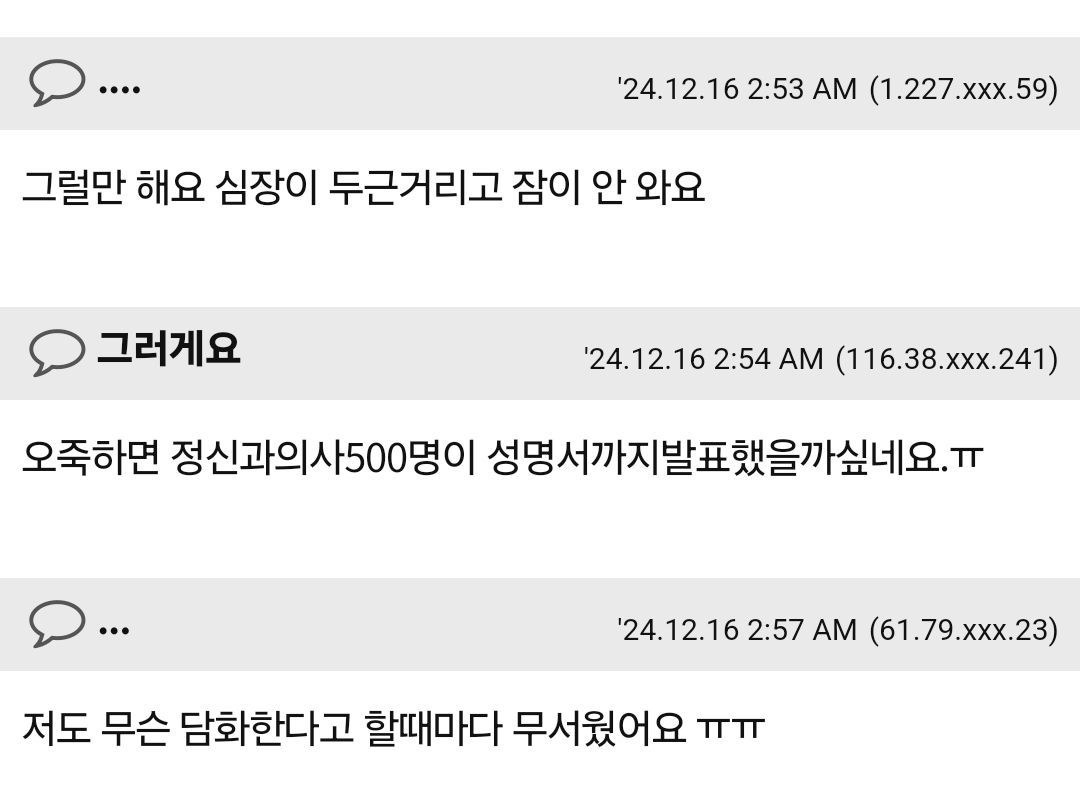 .... '24.12.16 2:53 AM (1.227.xxx.59)
그럴만 해요 심장이 두근거리고 잠이 안 와요
그러게요 '24.12.16 2:54 AM (116.38.xxx.241)
오죽하면 정신과의사500명이 성명서까지발표했을까싶네요.ㅠ
... '24.12.16 2:57 AM (61.79.xxx.23)
저도 무슨 담화한다고 할때마다 무서웠어요 ㅠㅠ